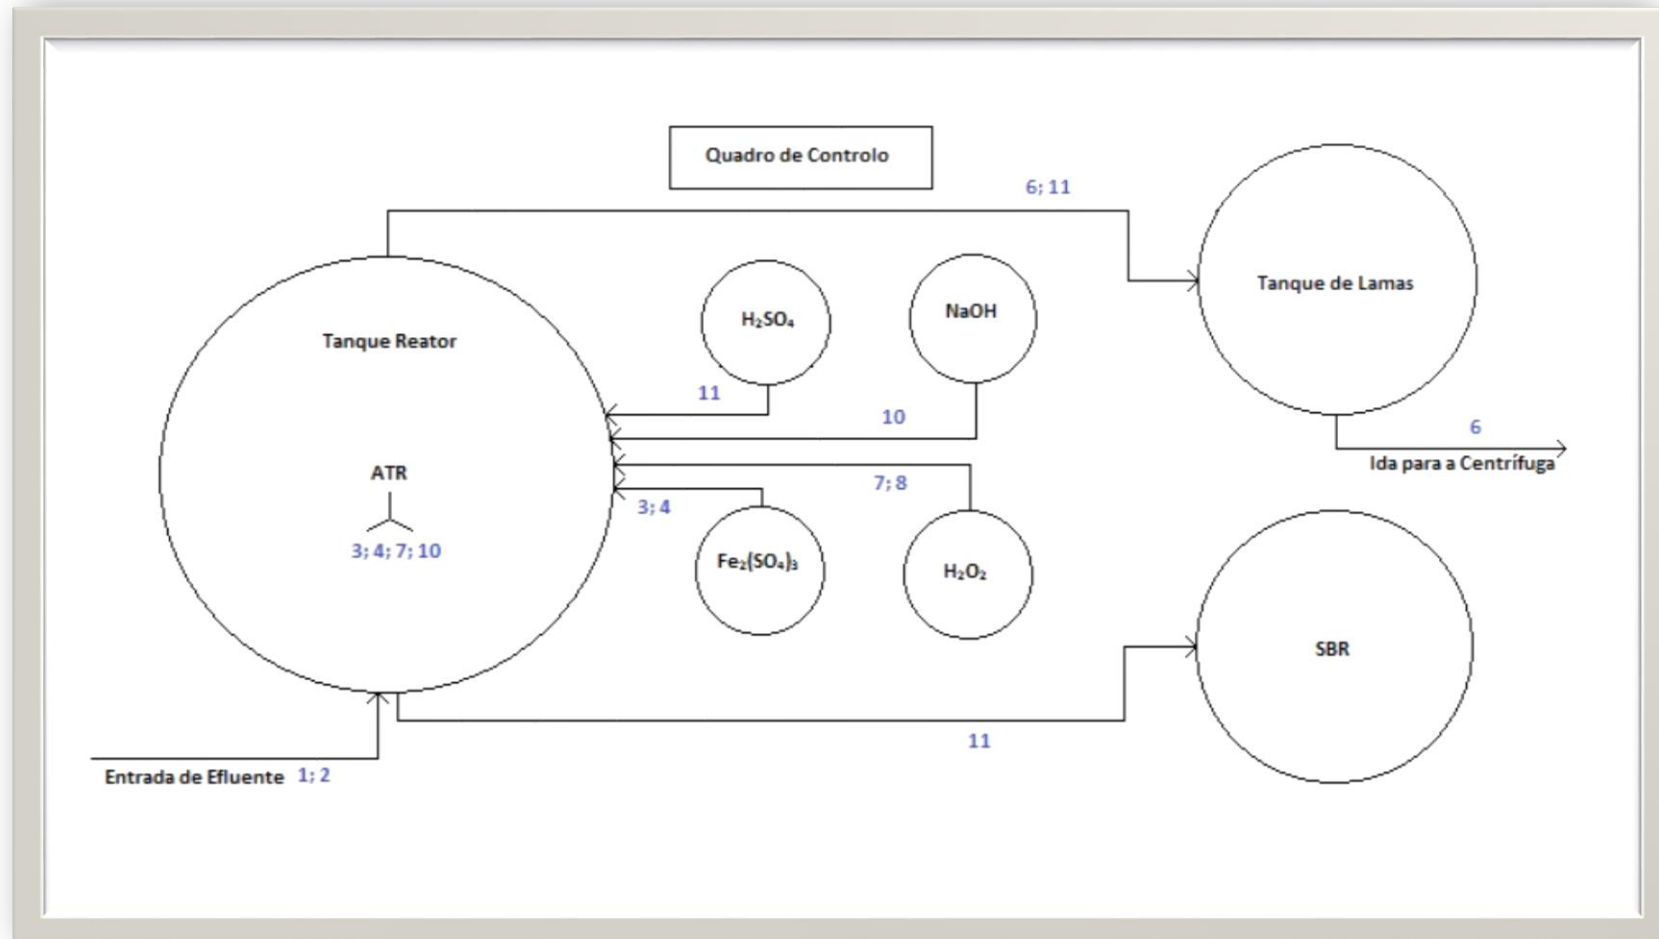 Quadro de Controlo
6; 11
Tanque de Lamas
H₂SO₄
NaOH
Tanque Reator
11
10
6
Ida para a Centrífuga
ATR
7; 8
3; 4
3; 4; 7; 10
Fe₂(SO₄)₃
H₂O₂
SBR
11
Entrada de Efluente 1; 2